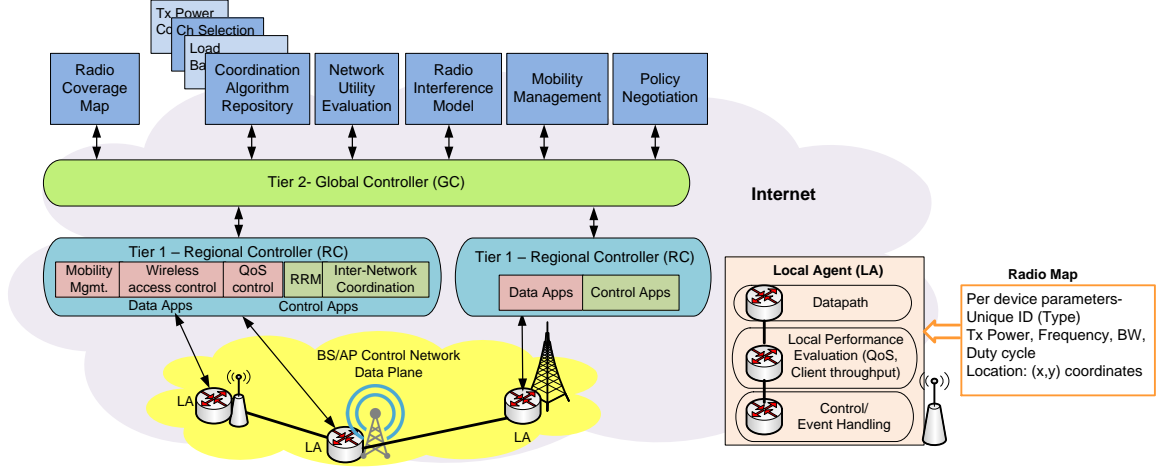 Tx Power
Co
Ch Selection
Load
Ba
Radio
Coverage
Map
Coordination
Algorithm
Repository
Network
Utility
Evaluation
Radio
Interference
Model
Mobility
Management
Policy
Negotiation
Tier 2- Global Controller (GC)
Internet
Tier 1 – Regional Controller (RC)
Mobility
Mgmt.
Wireless
access control
QoS
control
RRM
Inter-Network
Coordination
Data Apps
Control Apps
Tier 1 – Regional Controller (RC)
Data Apps
Control Apps
BS/AP Control Network
Data Plane
LA
LA
LA
Local Agent (LA)
Datapath
Local Performance
Evaluation (QoS,
Client throughput)
Control/
Event Handling
Radio Map
Per device parameters-
Unique ID (Type)
Tx Power, Frequency, BW,
Duty cycle
Location: (x,y) coordinates